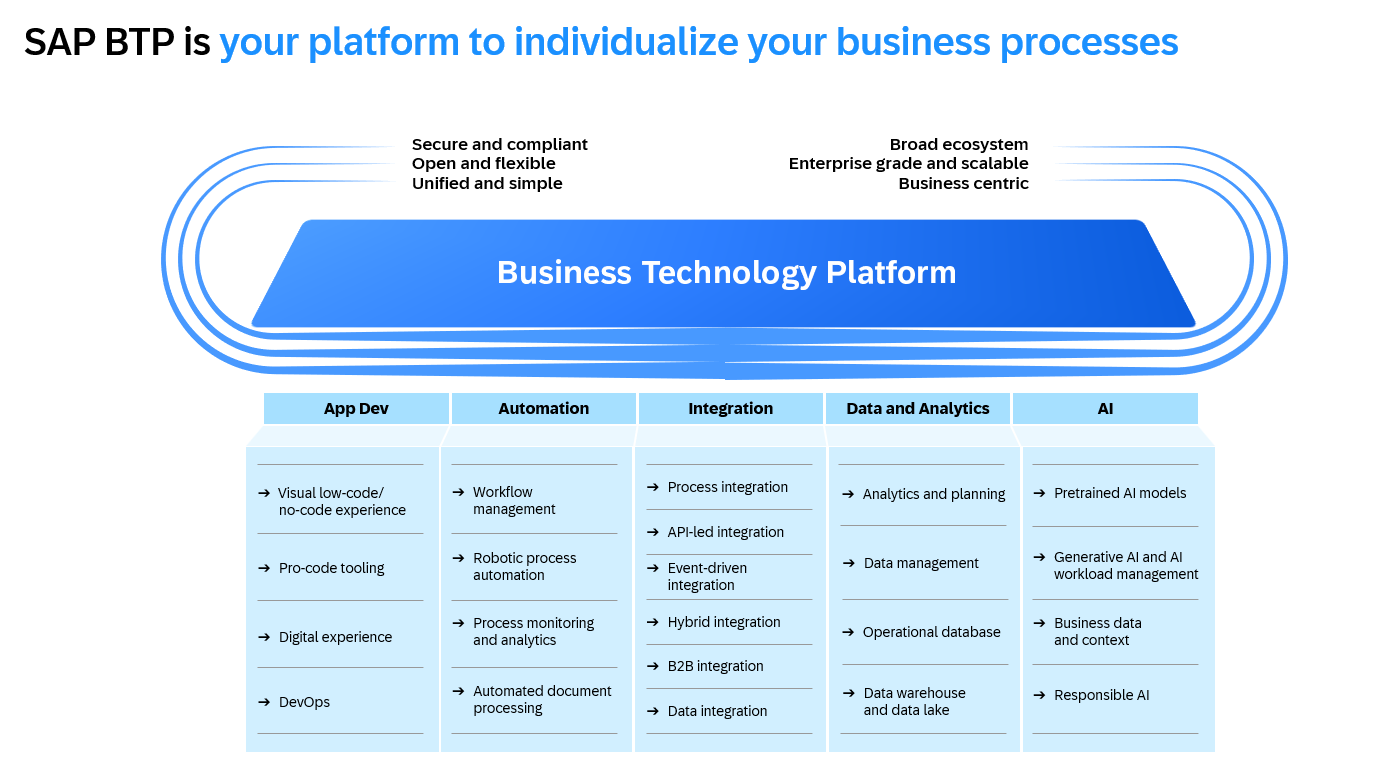 SAP BTP is your platform to individualize your business processes
Secure and compliant
Open and flexible
Unified and simple
Broad ecosystem
Enterprise grade and scalable
Business centric
Business Technology Platform
App Dev
Visual low-code/
no-code experience
Pro-code tooling
Digital experience
DevOps
Automation
Workflow
management
Robotic process
automation
Process monitoring
and analytics
Automated document
processing
Integration
Process integration
API-led integration
Event-driven
integration
Hybrid integration
B2B integration
Data integration
Data and Analytics
Analytics and planning
Data management
Operational database
Data warehouse
and data lake
AI
Pretrained AI models
Generative AI and AI
workload management
Business data
and context
Responsible AI